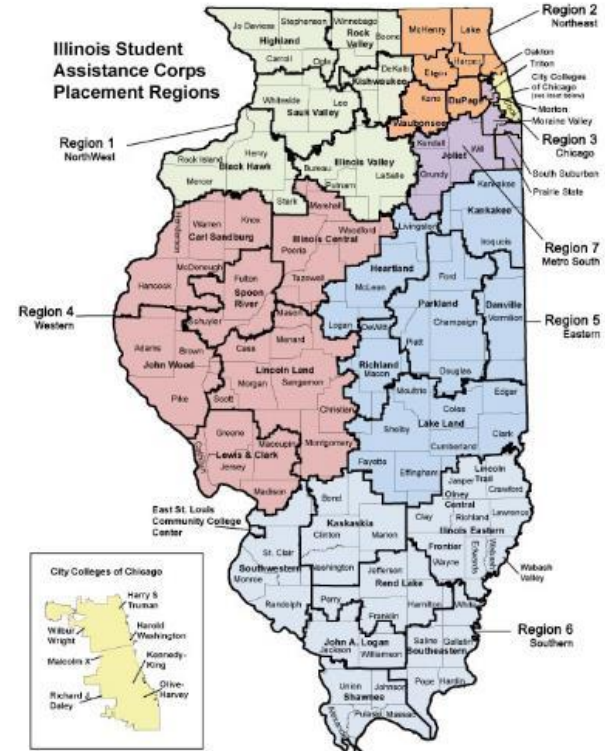 Illinois Student
Assistance Corps
Placement Regions
Region 1
NorthWest
Region 2
Northeast
Oakton
Triton
City Colleges
of Chicago
(see inset below)
Morton
Moraine Valley
Region 3
Chicago
South Suburban
Prairie State
Region 7
Metro South
Region 4
Western
Region 5
Eastern
Region 6
Southern
Wabash
Valley
East St. Louis
Community College
Center
Jo Daviess
Stephenson
Winnebago
Boone
McHenry
Lake
Highland
Rock
Valley
Carroll
Ogle
DeKalb
Kishwaukee
Elgin
Harper
Kane
DuPage
Waubonsee
Whiteside
Lee
Sauk Valley
Kendall
Will
Joliet
Grundy
Rock Island
Henry
Black Hawk
Mercer
Bureau
Illinois Valley
LaSalle
Putnam
Stark
Marshall
Kankakee
Kankakee
Iroquois
Henderson
Warren
Knox
Carl Sandburg
Woodford
Illinois Central
Peoria
Tazewell
Livingston
Heartland
McLean
Ford
McDonough
Hancock
Fulton
Spoon
River
Schuyler
Mason
Logan
DeWitt
Parkland
Champaign
Piatt
Danville
Vermilion
Adams
Brown
John Wood
Pike
Cass
Menard
Lincoln Land
Morgan
Sangamon
Scott
Christian
Richland
Macon
Douglas
Moultrie
Coles
Edgar
Lake Land
Shelby
Cumberland
Clark
Greene
Macoupin
Montgomery
Lewis & Clark
Jersey
Calhoun
Madison
Fayette
Effingham
Jasper
Lincoln
Trail
Crawford
Olney
Central
Bond
Kaskaskia
Clinton
Marion
Clay
Richland
Lawrence
Illinois Eastern
Frontier
Wayne
Edwards
Wabash
St. Clair
Southwestern
Monroe
Randolph
Washington
Jefferson
Rend Lake
Perry
Franklin
Hamilton
White
John A. Logan
Jackson
Williamson
Saline
Gallatin
Southeastern
Union
Johnson
Pope
Hardin
Shawnee
Alexander
Pulaski
Massac
City Colleges of Chicago
Harry S
Truman
Wilbur
Wright
Harold
Washington
Malcolm X
Kennedy-
King
Richard J.
Daley
Olive-
Harvey